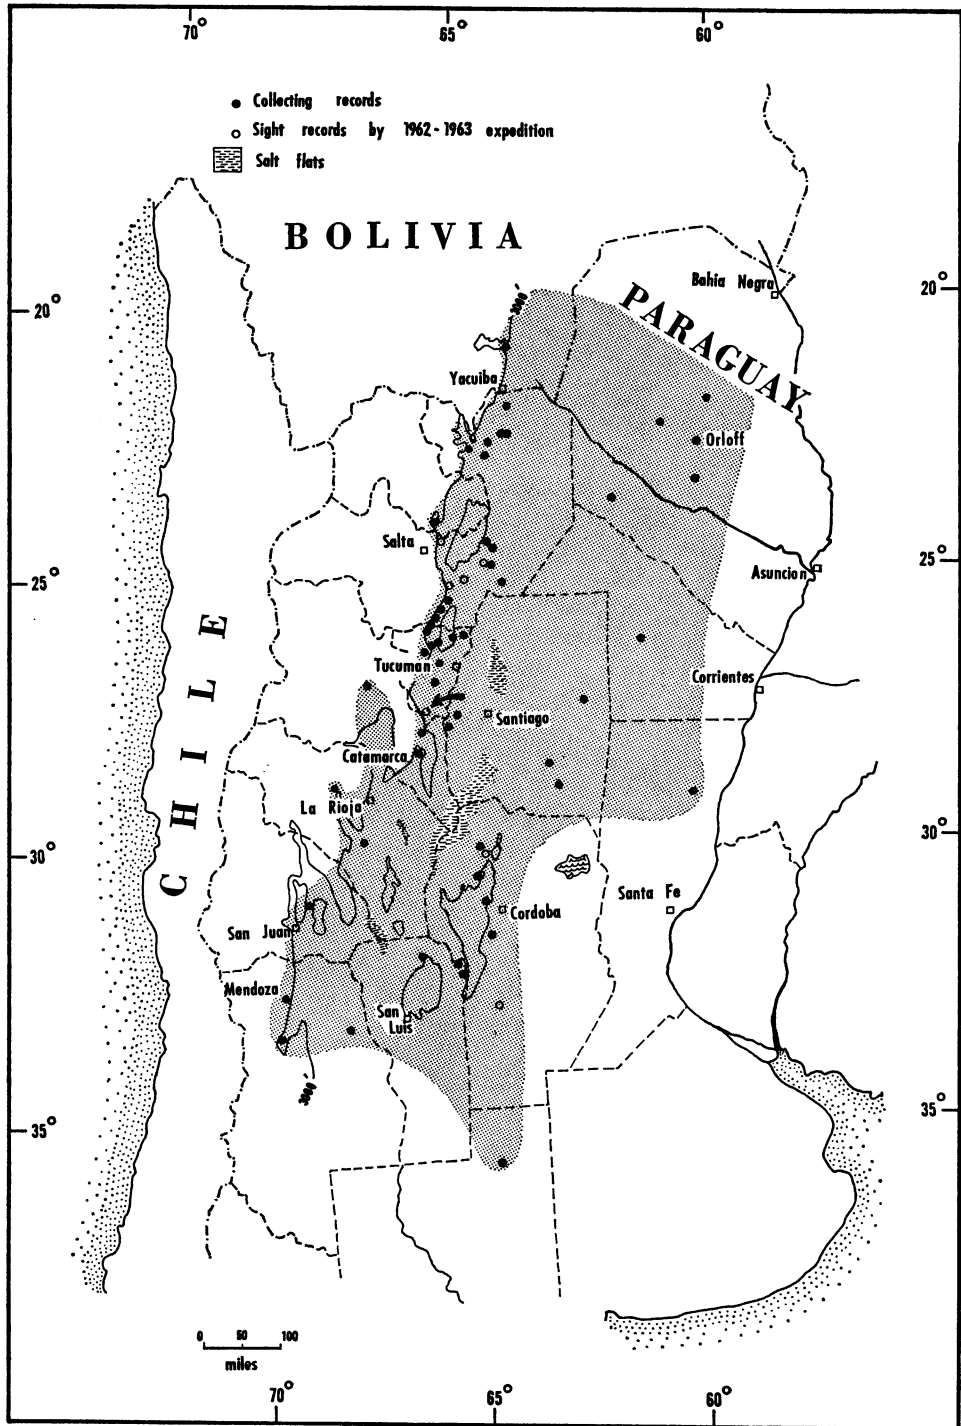 70° 65° 60°
Collecting records
Sight records by 1962-1963 expedition
Salt flats
BOLIVIA
Bahia Negra
20° 20°
3000
PARAGUAY
Yacuiba
Orloff
Salta
25° 25°
Asuncion
CHILE
Tucuman
Corrientes
Santiago
Catamarca
La Rioja
30° 30°
Santa Fe
Cordoba
San Juan
Mendoza
San
Luis
3000
35° 35°
0 50 100
miles
70° 65° 60°